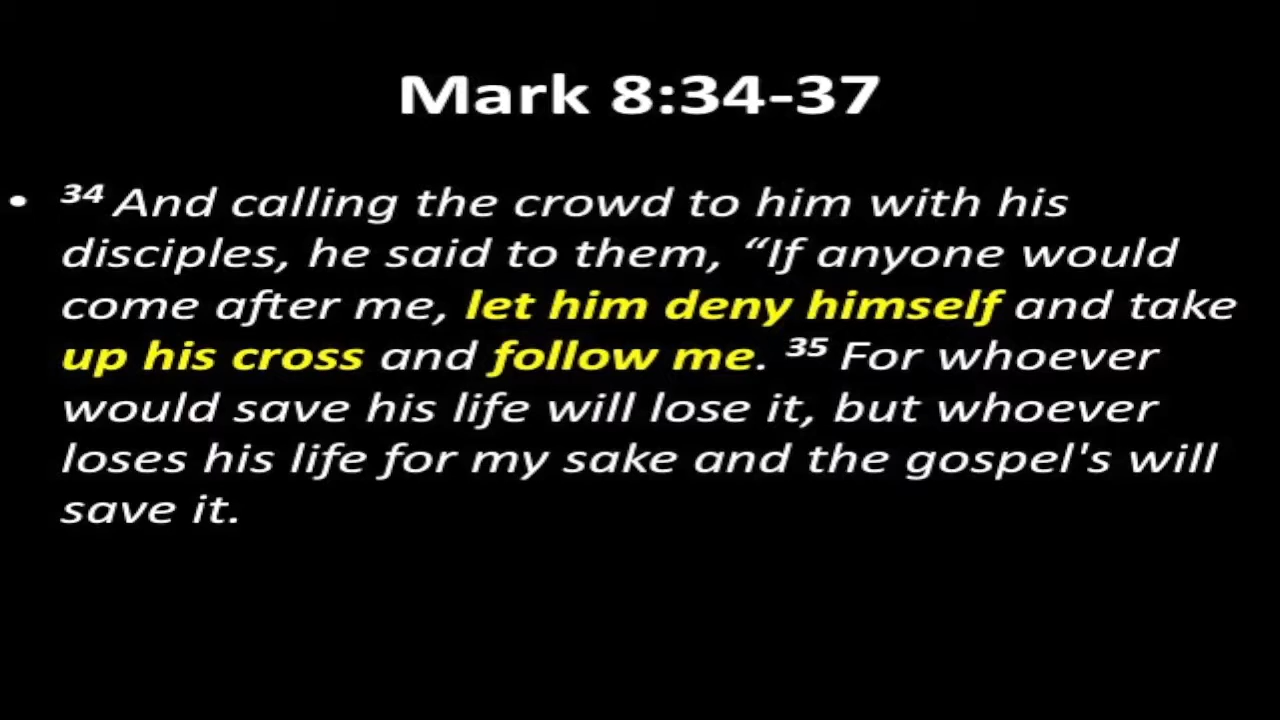 Mark 8:34-37
• 34 And calling the crowd to him with his
disciples, he said to them, “If anyone would
come after me, let him deny himself and take
up his cross and follow me. 35 For whoever
would save his life will lose it, but whoever
loses his life for my sake and the gospel's will
save it.